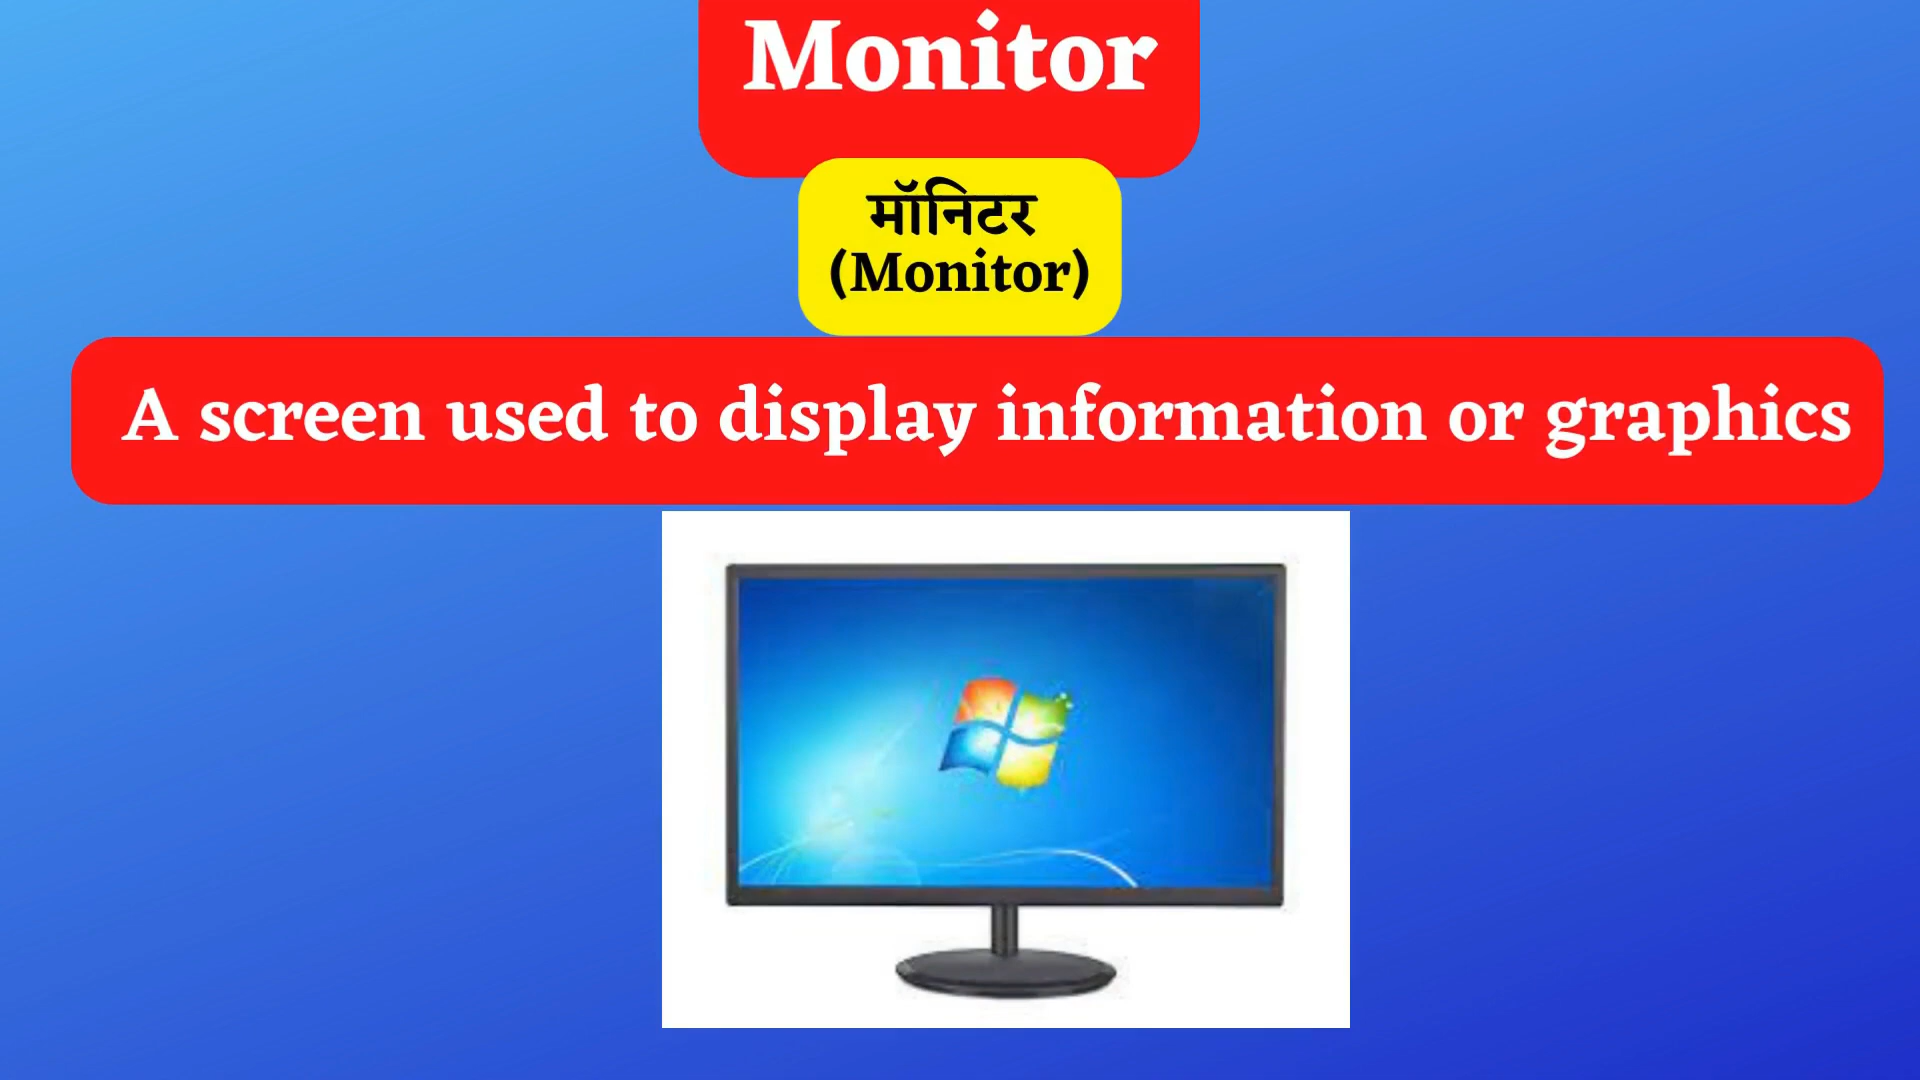 Monitor
मॉनिटर
(Monitor)
A screen used to display information or graphics